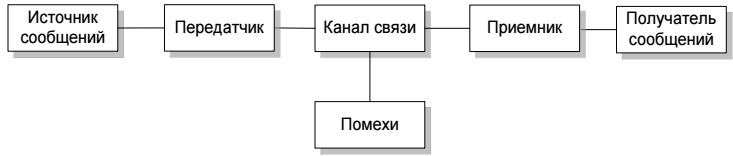 Источник
сообщений
Передатчик
Канал связи
Приемник
Получатель
сообщений
Помехи